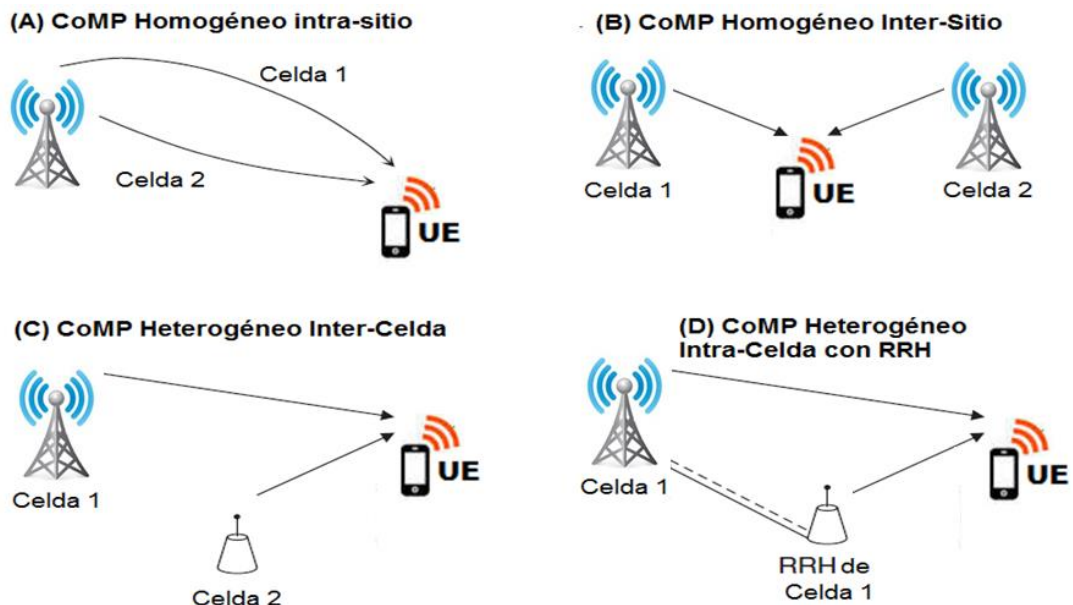 (A) CoMP Homogéneo intra-sitio
Celda 1
Celda 2
UE
(B) CoMP Homogéneo Inter-Sitio
Celda 1
UE
Celda 2
(C) CoMP Heterogéneo Inter-Celda
Celda 1
UE
Celda 2
(D) CoMP Heterogéneo
Intra-Celda con RRH
Celda 1
UE
RRH de
Celda 1